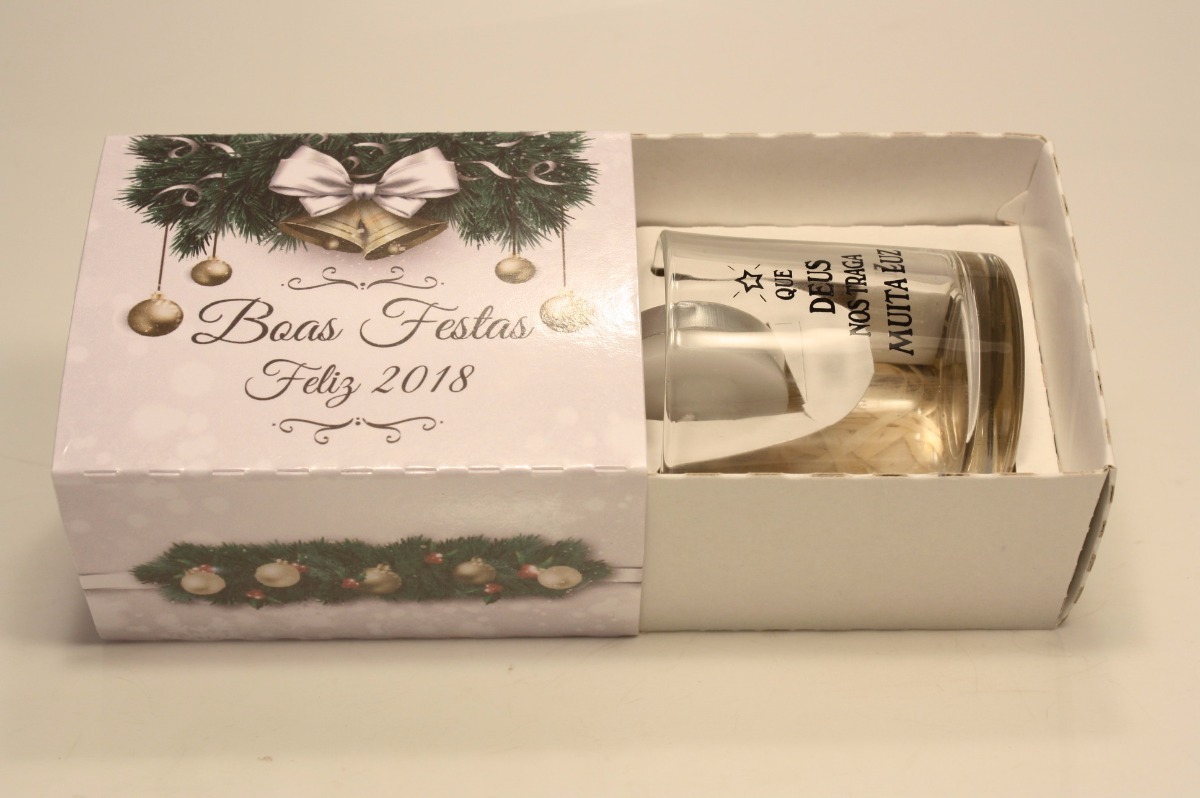 Boas Festas
Feliz 2018
QUE
DEUS
NOS TRAGA
MUITA LUZ